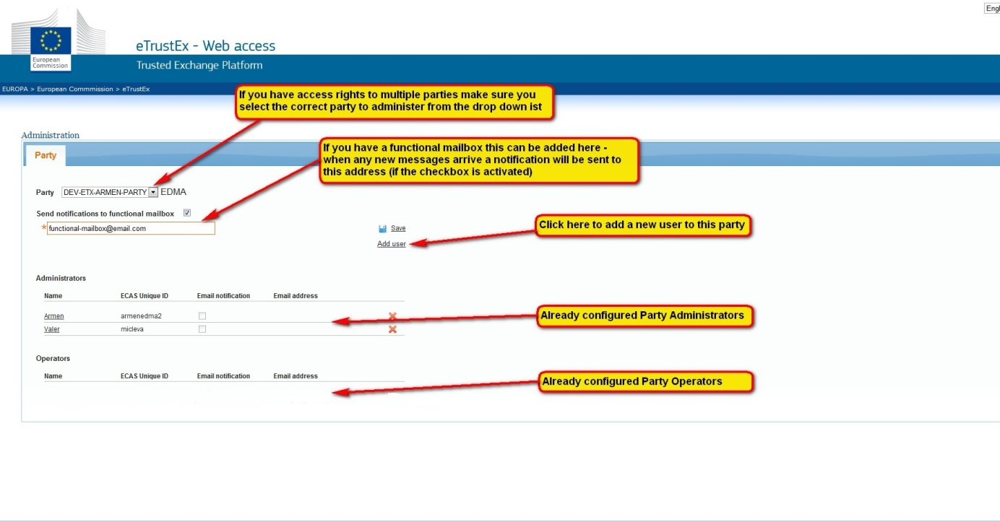 Engl
eTrustEx - Web access
European
Commission
Trusted Exchange Platform
EUROPA > European Commmission > eTrustEx
If you have access rights to multiple parties make sure you
select the correct party to administer from the drop down ist
Administration
Party
If you have a functional mailbox this can be added here -
when any new messages arrive a notification will be sent to
this address (if the checkbox is activated)
Party DEV-ETX-ARMEN-PARTY EDMA
Send notifications to functional mailbox
* functional-mailbox@email.com
Save
Click here to add a new user to this party
Add user
Administrators
Name ECAS Unique ID Email notification Email address
Armen armenedma2
Already configured Party Administrators
Valer micleva
Operators
Name ECAS Unique ID Email notification Email address
Already configured Party Operators